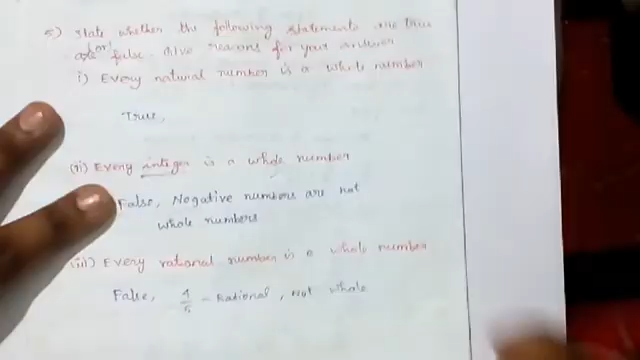 5) State whether the following statements are true
(or) false. Give reasons for your answer
i) Every natural number is a whole number
True,
(ii) Every integer is a whole number
False, Negative numbers are not
whole numbers
(iii) Every rational number is a whole number
False, 4/5 - Rational, Not whole